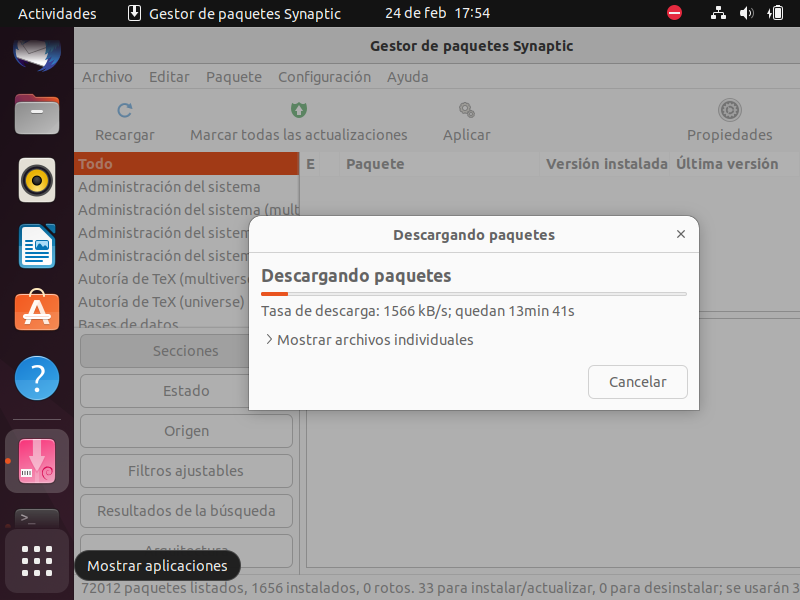 Actividades
Gestor de paquetes Synaptic
24 de feb 17:54
Gestor de paquetes Synaptic
Archivo Editar Paquete Configuración Ayuda
Recargar
Marcar todas las actualizaciones
Aplicar
Propiedades
Todo
Administración del sistema
Administración del sistema (mult
Administración del sistem
Administración del sistem
Autoría de TeX (multivers
Autoría de TeX (universe)
Bases de datos
E Paquete Versión instalada Última versión
Descargando paquetes
Descargando paquetes
Tasa de descarga: 1566 kB/s; quedan 13min 41s
Mostrar archivos individuales
Cancelar
Secciones
Estado
Origen
Filtros ajustables
Resultados de la búsqueda
Arquitectura
Mostrar aplicaciones
72012 paquetes listados, 1656 instalados, 0 rotos. 33 para instalar/actualizar, 0 para desinstalar; se usarán 3